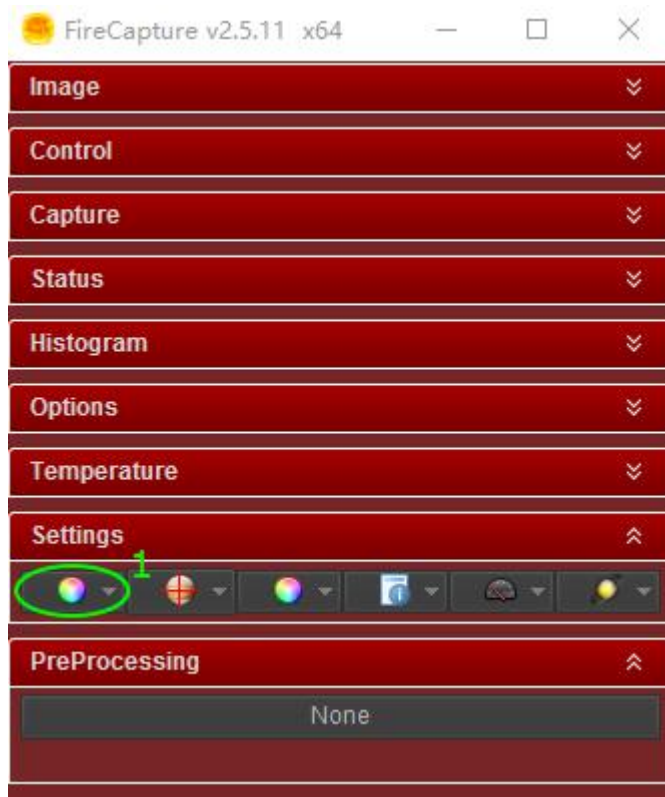 FireCapture v2.5.11 x64
Image
Control
Capture
Status
Histogram
Options
Temperature
Settings
1
PreProcessing
None